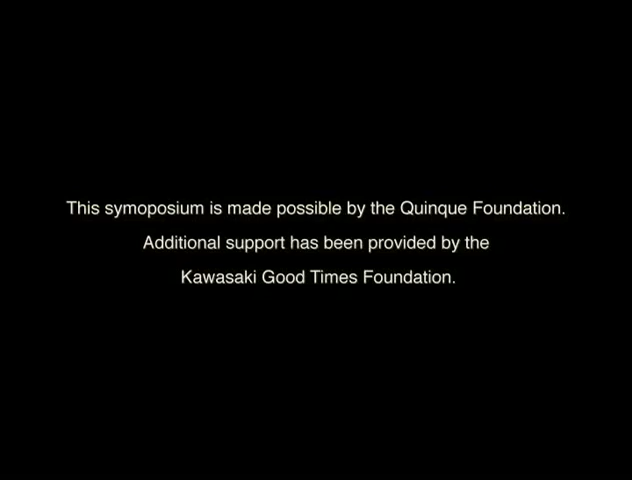 This symoposium is made possible by the Quinque Foundation.
Additional support has been provided by the
Kawasaki Good Times Foundation.